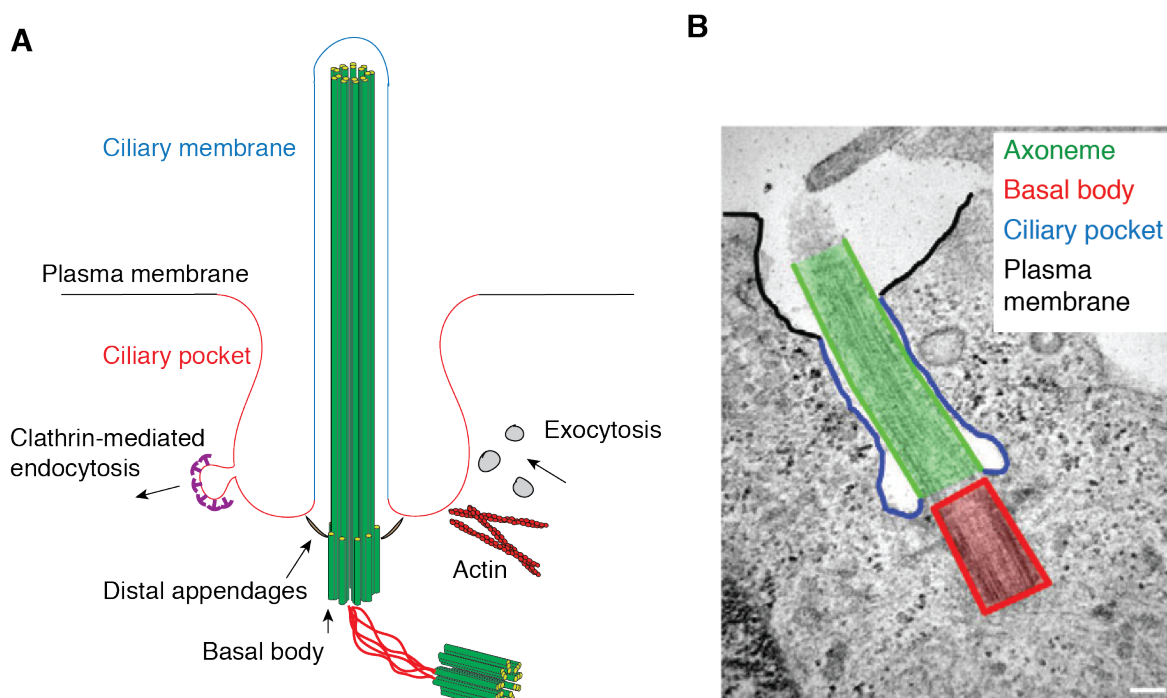 A
Ciliary membrane
Plasma membrane
Ciliary pocket
Clathrin-mediated
endocytosis
Exocytosis
Actin
Distal appendages
Basal body
B
Axoneme
Basal body
Ciliary pocket
Plasma
membrane